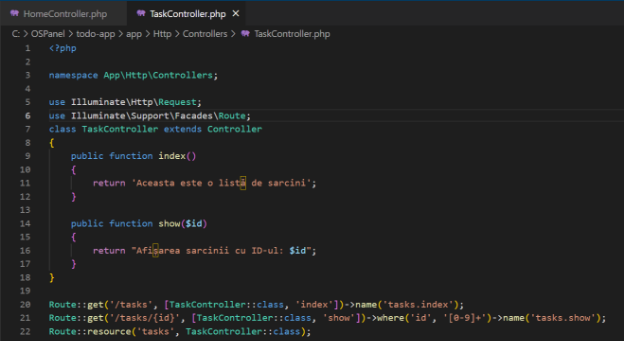 HomeController.php
TaskController.php ×
C: > OSPanel > todo-app > app > Http > Controllers > TaskController.php
1 <?php
2
3 namespace App\Http\Controllers;
4
5 use Illuminate\Http\Request;
6 use Illuminate\Support\Facades\Route;
7 class TaskController extends Controller
8 {
9 public function index()
10 {
11 return 'Aceasta este o listă de sarcini';
12 }
13
14 public function show($id)
15 {
16 return "Afișarea sarcinii cu ID-ul: $id";
17 }
18 }
19
20 Route::get('/tasks', [TaskController::class, 'index'])->name('tasks.index');
21 Route::get('/tasks/{id}', [TaskController::class, 'show'])->where('id', '[0-9]+')->name('tasks.show');
22 Route::resource('tasks', TaskController::class);